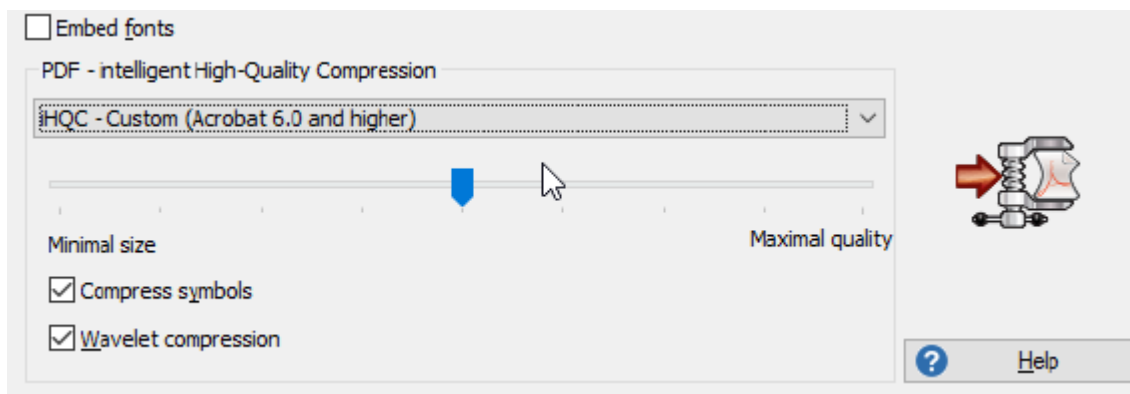 Embed fonts
PDF - intelligent High-Quality Compression
iHQC - Custom (Acrobat 6.0 and higher)
Minimal size
Maximal quality
Compress symbols
Wavelet compression
Help